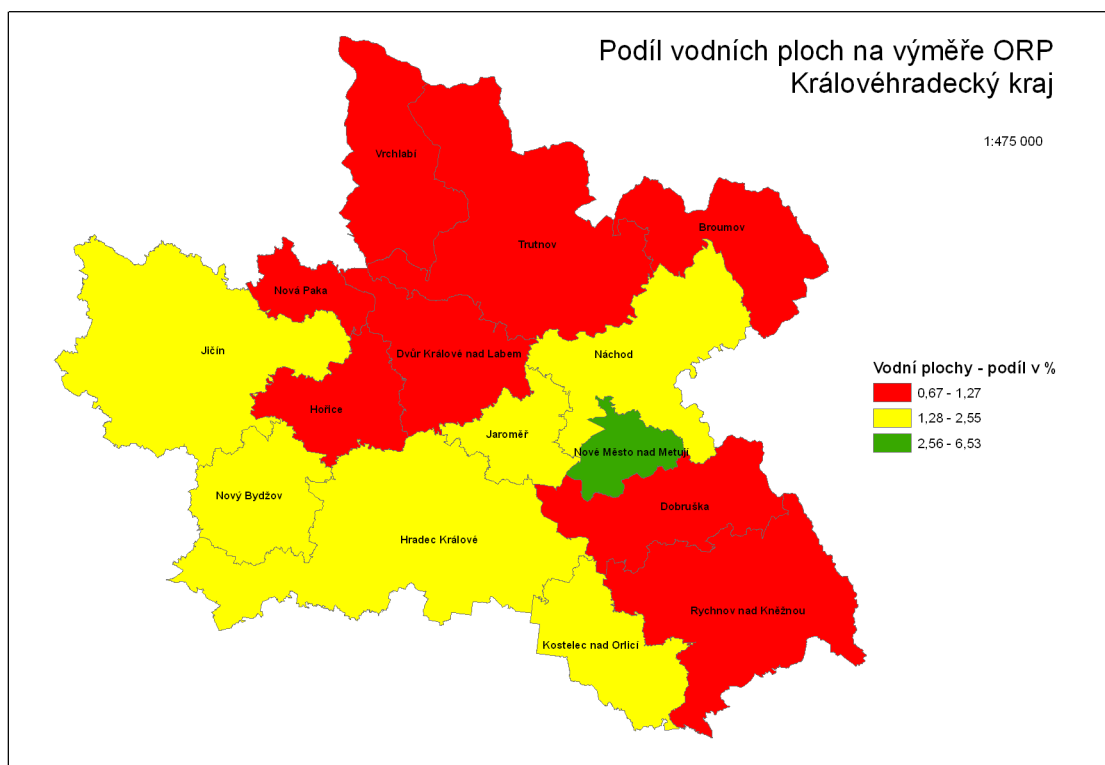 Podíl vodních ploch na výměře ORP
Královéhradecký kraj
1:475 000
Vrchlabí
Trutnov
Broumov
Nová Paka
Jičín
Dvůr Králové nad Labem
Náchod
Hořice
Jaroměř
Nové Město nad Metují
Nový Bydžov
Dobruška
Hradec Králové
Rychnov nad Kněžnou
Kostelec nad Orlicí
Vodní plochy - podíl v %
0,67 - 1,27
1,28 - 2,55
2,56 - 6,53